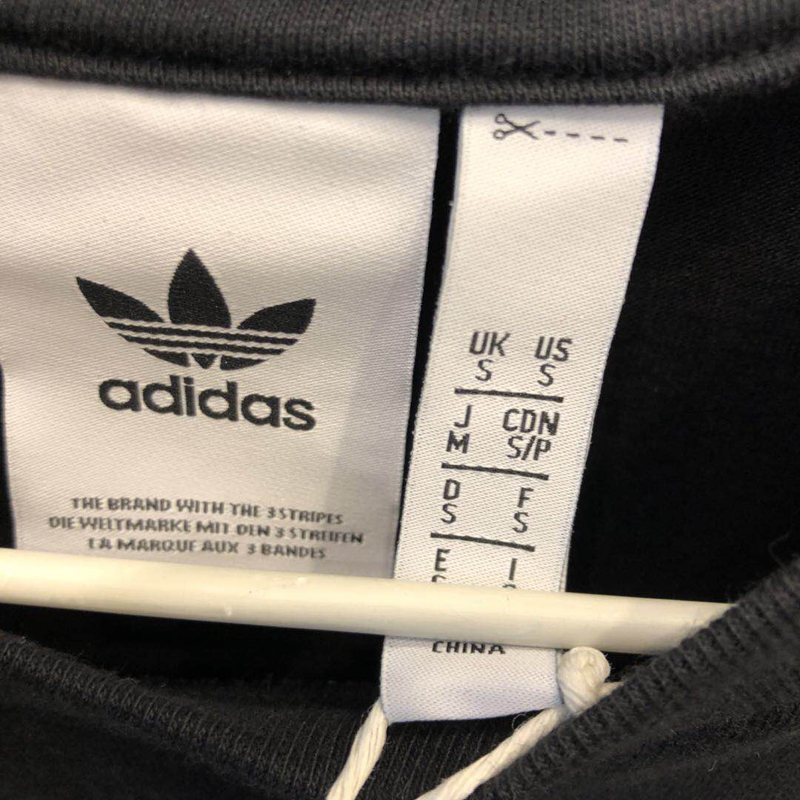 adidas
THE BRAND WITH THE 3 STRIPES
DIE WELTMARKE MIT DEN 3 STREIFEN
LA MARQUE AUX 3 BANDES
UK US
S S
J CDN
M S/P
D F
S S
E I
CHINA